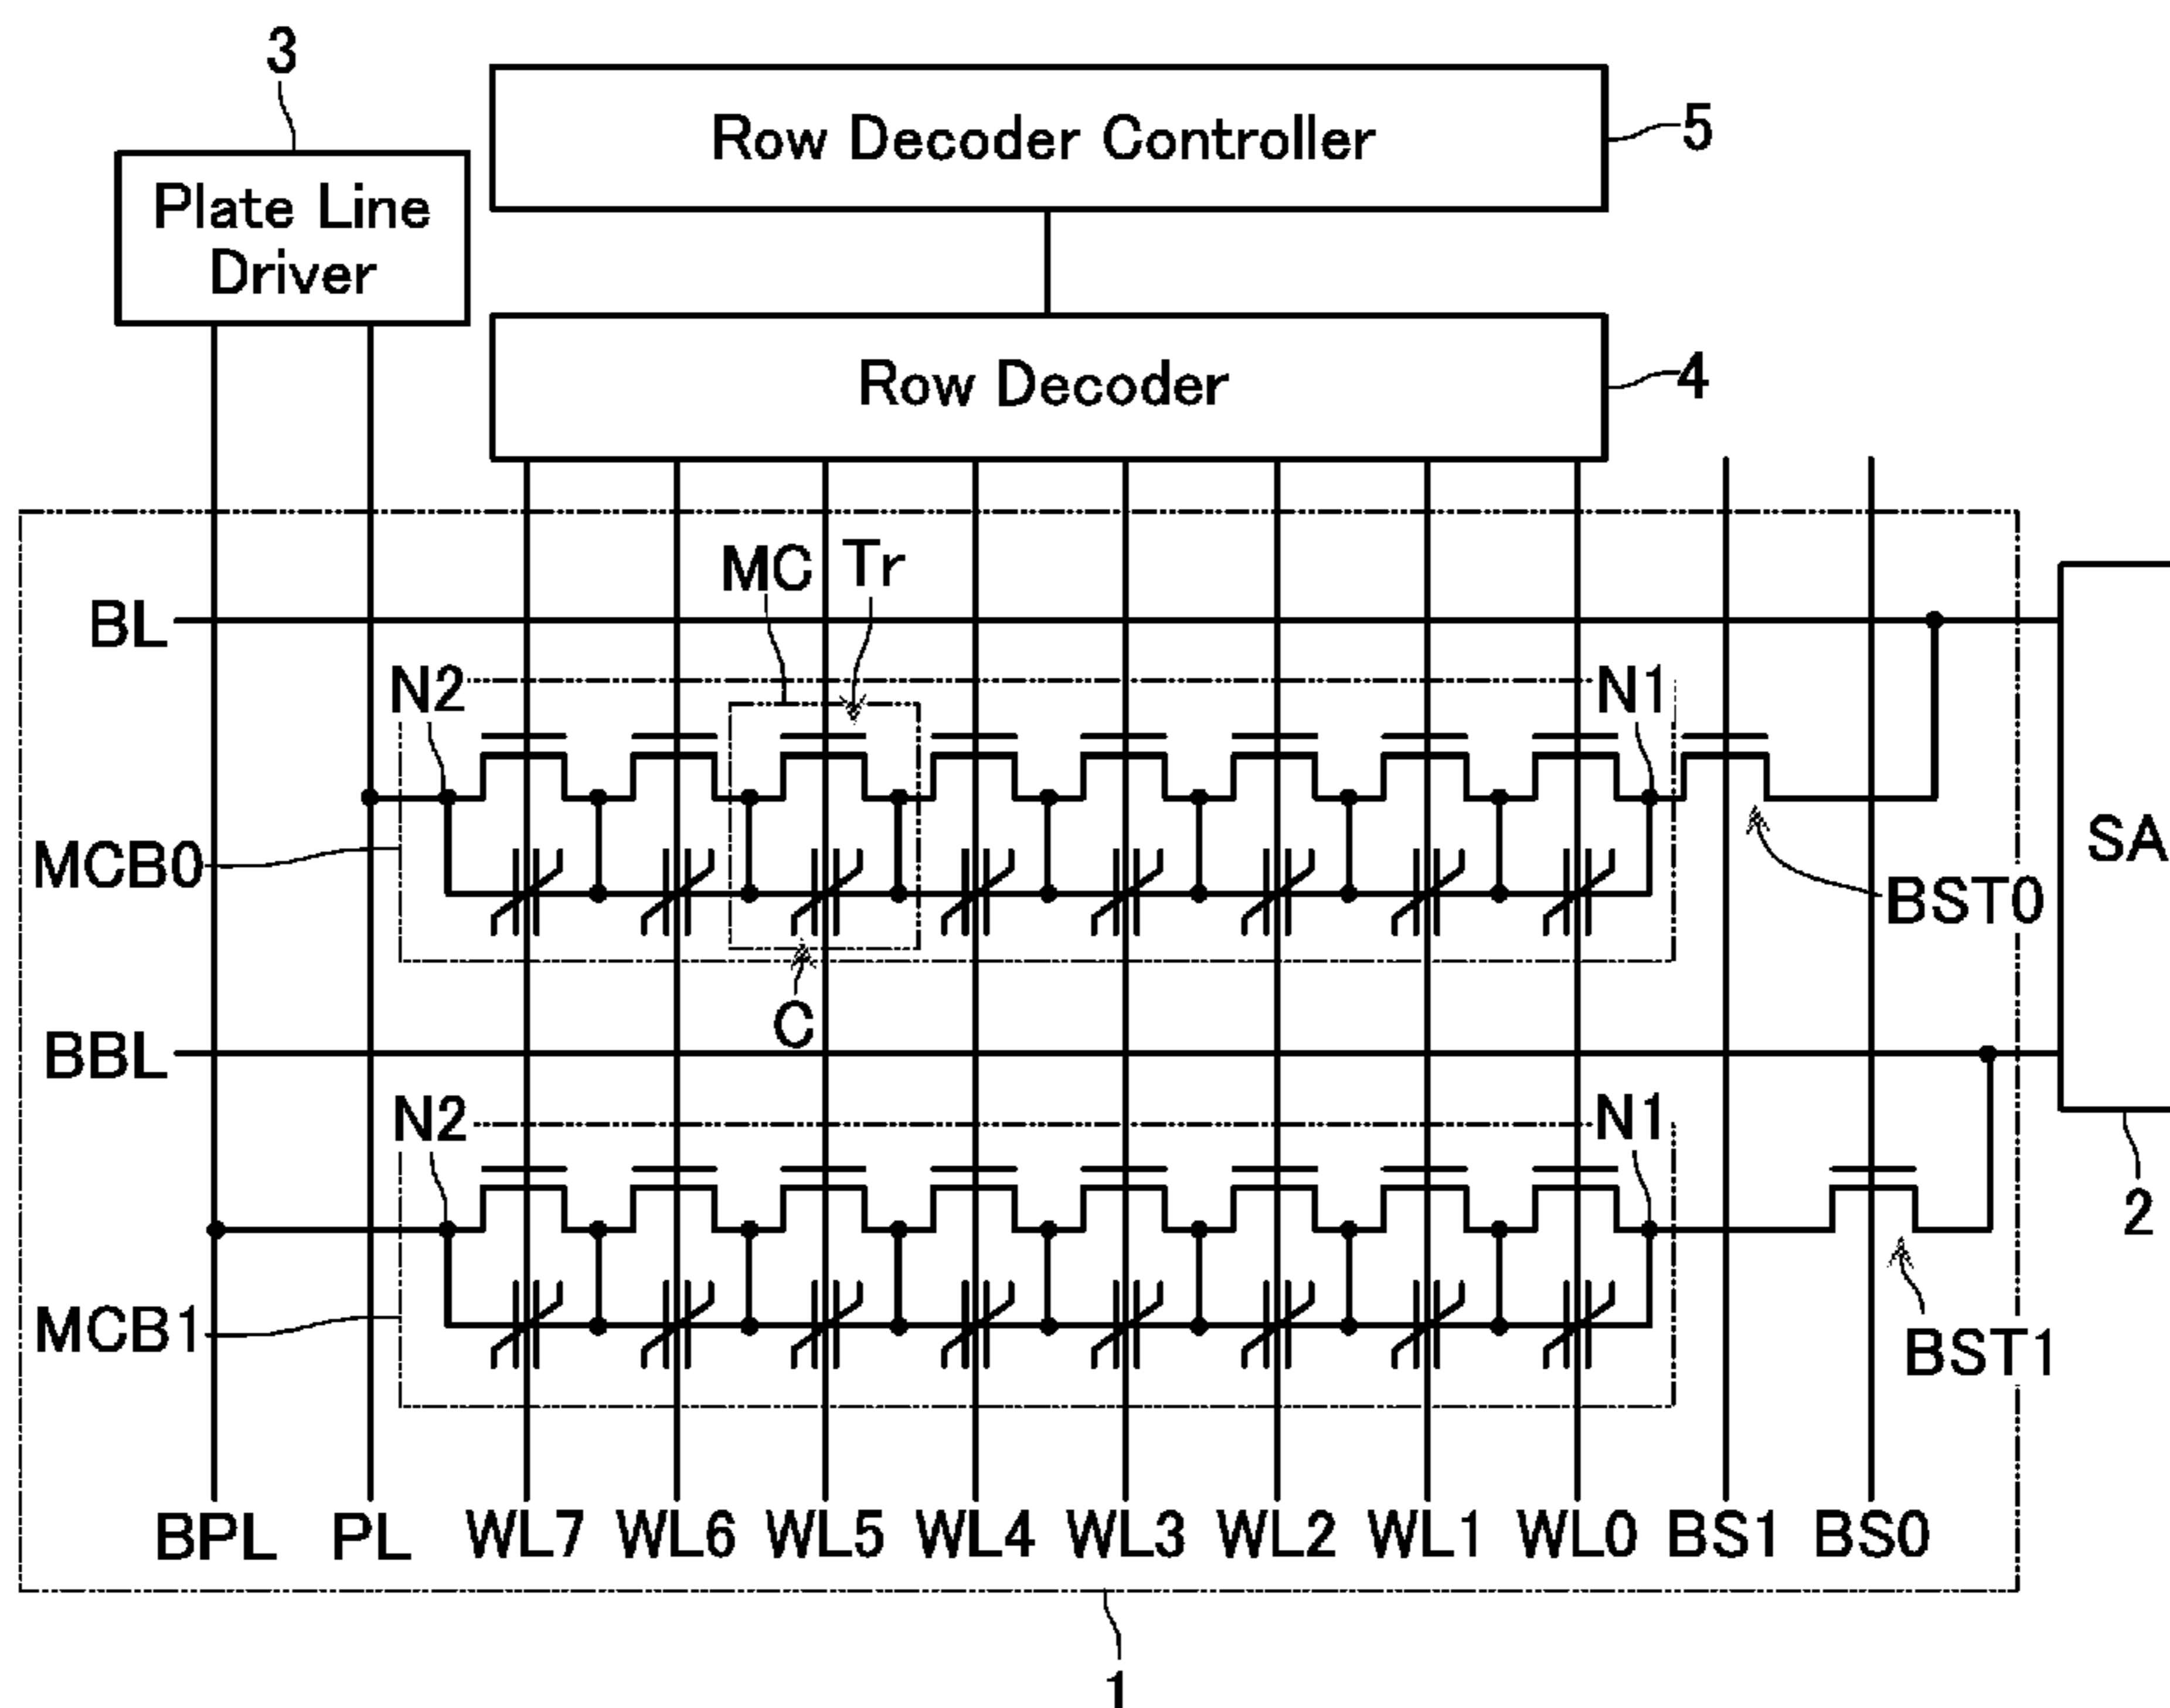 3
Row Decoder Controller
5
Plate Line
Driver
Row Decoder
4
MC Tr
BL
N2
N1
MCB0
SA
BST0
C
BBL
N2
N1
2
MCB1
BST1
BPL PL WL7 WL6 WL5 WL4 WL3 WL2 WL1 WL0 BS1 BS0
1